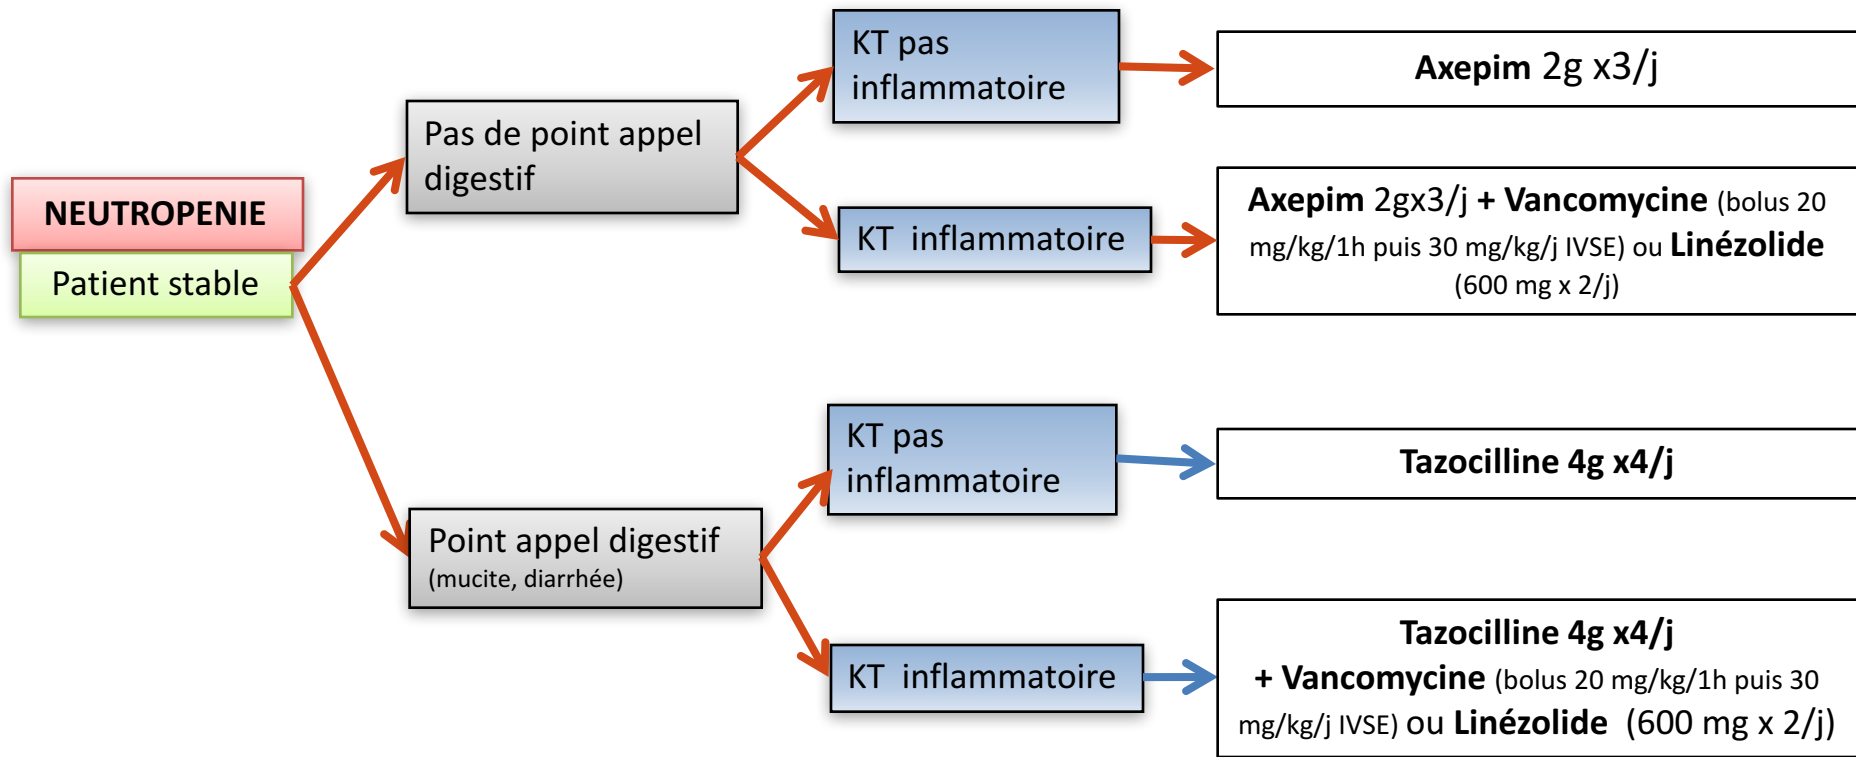 NEUTROPENIE
Patient stable
Pas de point appel
digestif
KT pas
inflammatoire
Axepim 2g x3/j
KT inflammatoire
Axepim 2gx3/j + Vancomycine (bolus 20
mg/kg/1h puis 30 mg/kg/j IVSE) ou Linézolide
(600 mg x 2/j)
Point appel digestif
(mucite, diarrhée)
KT pas
inflammatoire
Tazocilline 4g x4/j
KT inflammatoire
Tazocilline 4g x4/j
+ Vancomycine (bolus 20 mg/kg/1h puis 30
mg/kg/j IVSE) ou Linézolide (600 mg x 2/j)